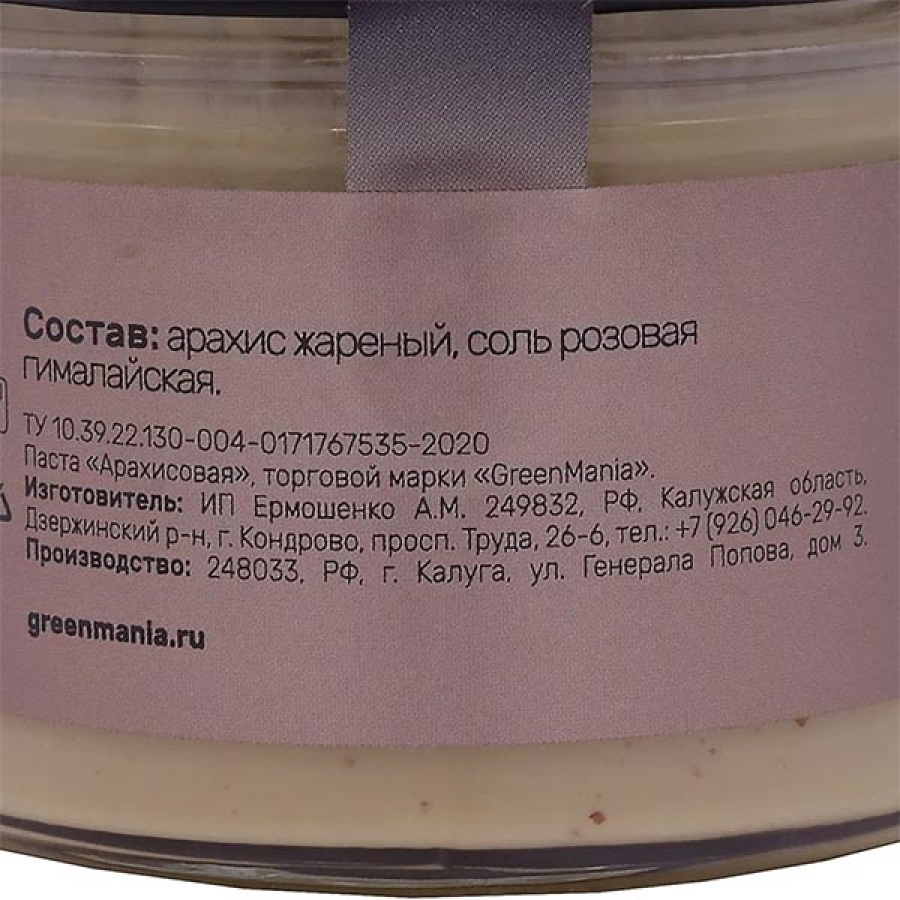 Состав: арахис жареный, соль розовая
гималайская.
ТУ 10.39.22.130-004-0171767535-2020
Паста «Арахисовая», торговой марки «GreenMania».
Изготовитель: ИП Ермошенко А.М. 249832, РФ, Калужская область,
Дзержинский р-н, г. Кондрово, просп. Труда, 26-6, тел.: +7 (926) 046-29-92.
Производство: 248033, РФ, г. Калуга, ул. Генерала Попова, дом 3.
greenmania.ru